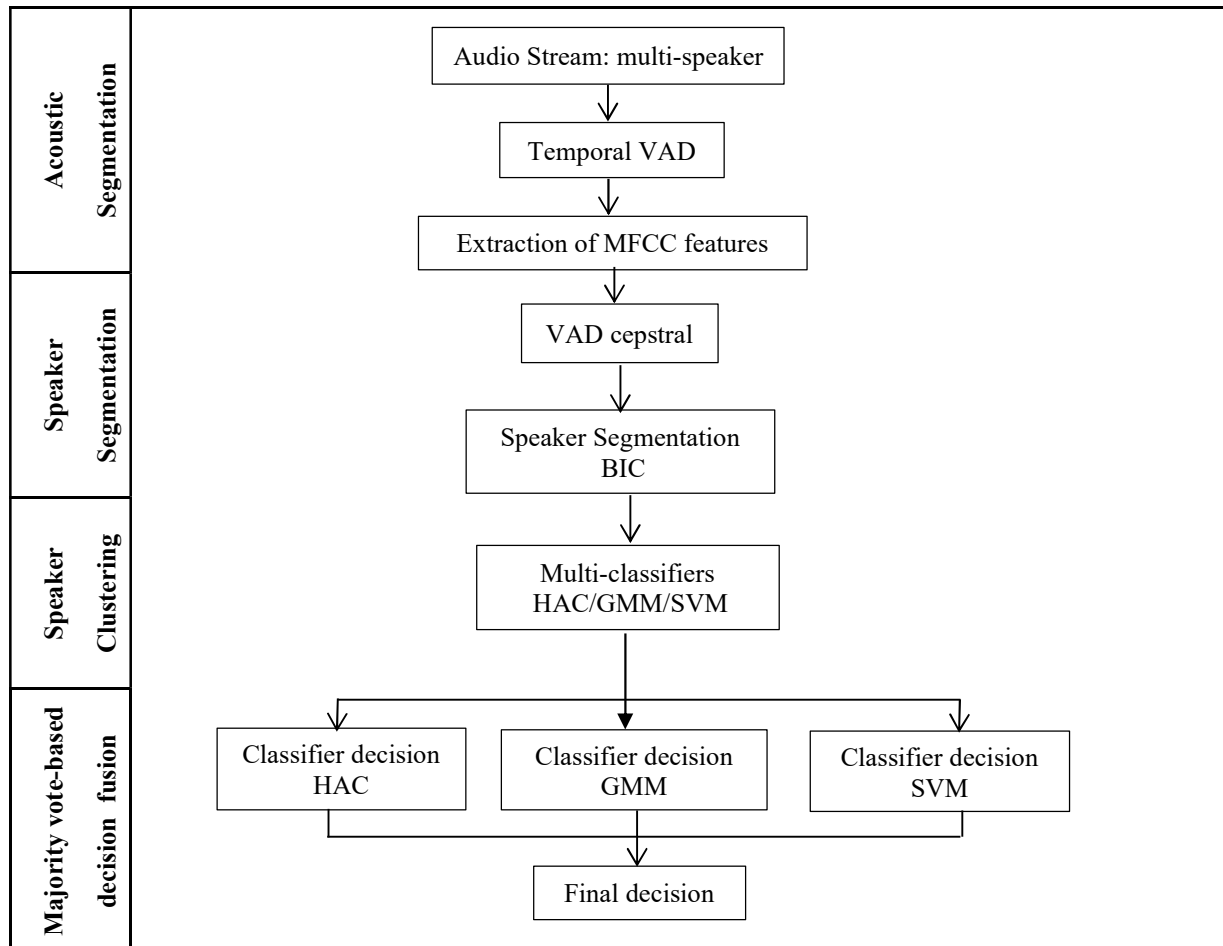 Acoustic
Segmentation
Audio Stream: multi-speaker
Temporal VAD
Extraction of MFCC features
Speaker
Segmentation
VAD cepstral
Speaker Segmentation
BIC
Speaker
Clustering
Multi-classifiers
HAC/GMM/SVM
Majority vote-based
decision fusion
Classifier decision
HAC
Classifier decision
GMM
Classifier decision
SVM
Final decision